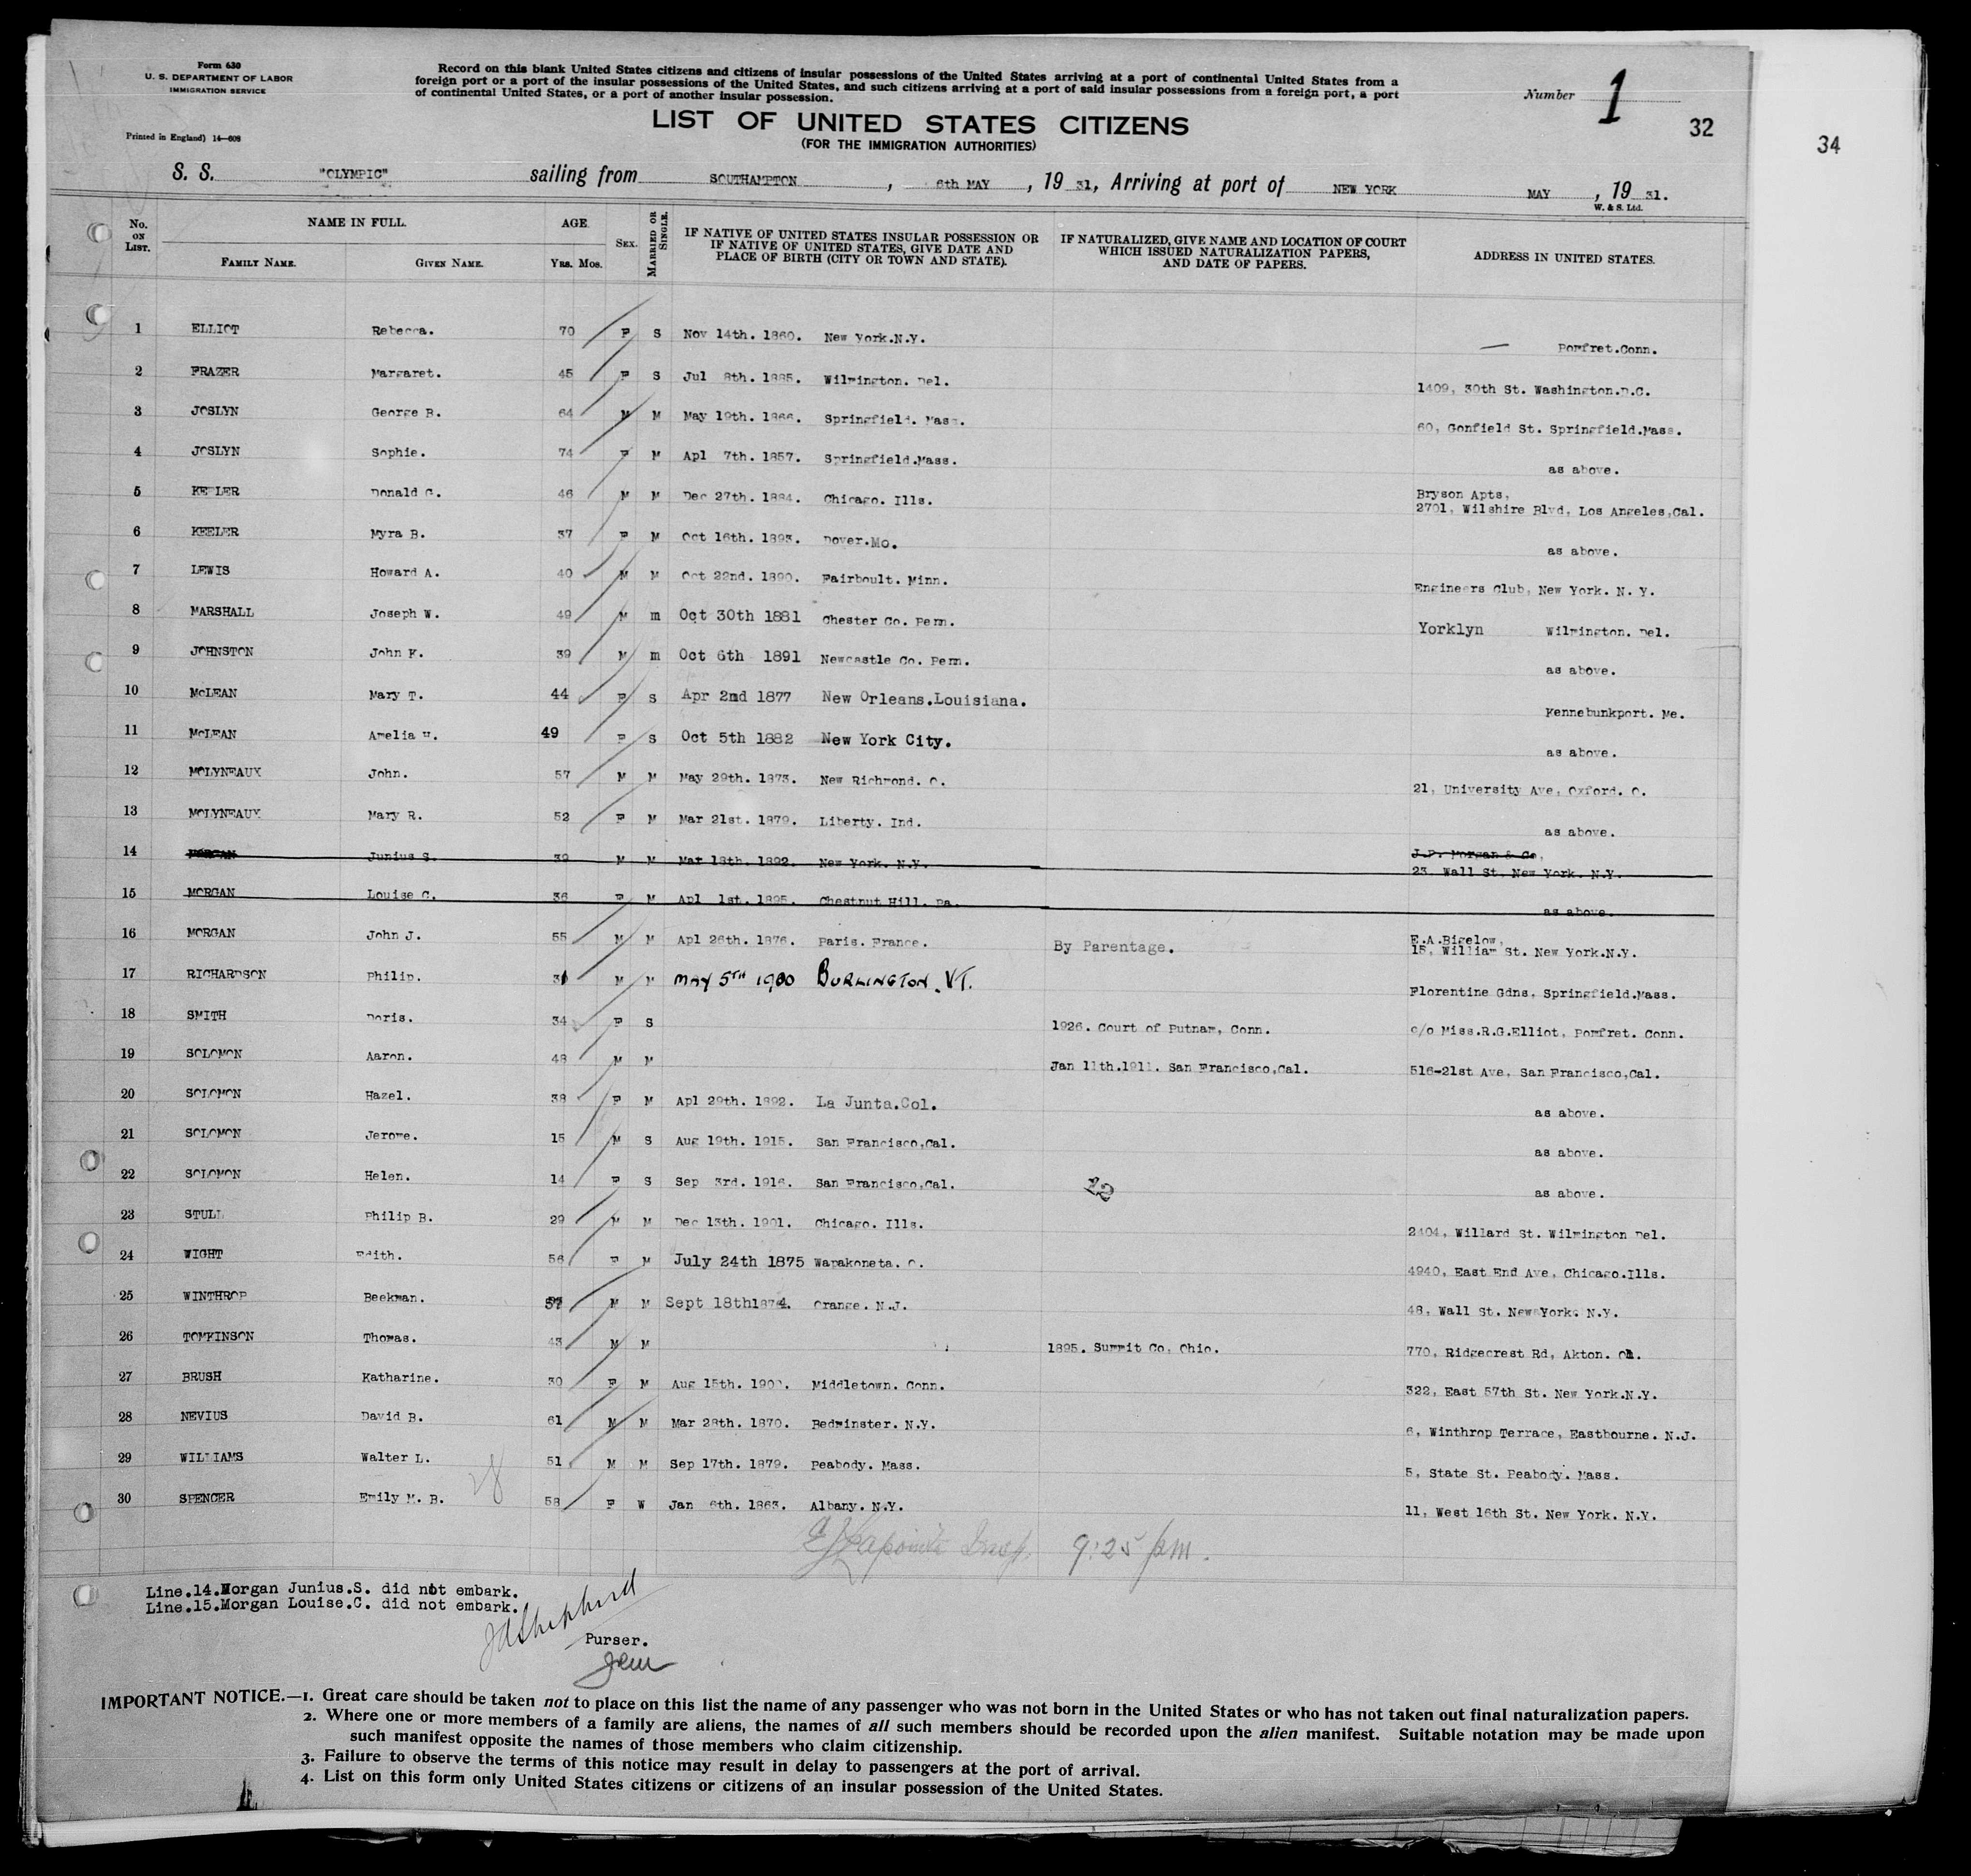 Form 630
U. S. DEPARTMENT OF LABOR
IMMIGRATION SERVICE
Printed in England) 14—608
Record on this blank United States citizens and citizens of insular possessions of the United States arriving at a port of continental United States from a
foreign port or a port of the insular possessions of the United States, and such citizens arriving at a port of said insular possessions from a foreign port, a port
of continental United States, or a port of another insular possession.
Number 1
32
34
LIST OF UNITED STATES CITIZENS
(FOR THE IMMIGRATION AUTHORITIES)
S. S. "OLYMPIC" sailing from SOUTHAMPTON, 6th MAY, 19 31, Arriving at port of NEW YORK MAY, 19 31.
W. & S. Ltd.
No. ON LIST. NAME IN FULL. FAMILY NAME. GIVEN NAME. AGE. YRS. MOS. SEX. MARRIED OR SINGLE. IF NATIVE OF UNITED STATES INSULAR POSSESSION OR IF NATIVE OF UNITED STATES, GIVE DATE AND PLACE OF BIRTH (CITY OR TOWN AND STATE). IF NATURALIZED, GIVE NAME AND LOCATION OF COURT WHICH ISSUED NATURALIZATION PAPERS, AND DATE OF PAPERS. ADDRESS IN UNITED STATES.
1 ELLIOT Rebecca. 70 F S Nov 14th. 1860. New York.N.Y. — Pomfret.Conn.
2 FRAZER Margaret. 45 F S Jul 8th. 1885. Wilmington. Del. 1409, 30th St. Washington.D.C.
3 JOSLYN George B. 64 M M May 19th. 1866. Springfield. Mass. 60, Gonfield St. Springfield.Mass.
4 JOSLYN Sophie. 74 F M Apl 7th. 1857. Springfield.Mass. as above.
5 KEELER Donald G. 46 M M Dec 27th. 1884. Chicago. Ills. Bryson Apts,
2701, Wilshire Blvd, Los Angeles,Cal.
6 KEELER Myra B. 37 F M Oct 16th. 1893. Dover.Mo. as above.
7 LEWIS Howard A. 40 M M Oct 22nd. 1890. Fairboult. Minn. Engineers Club, New York. N.Y.
8 MARSHALL Joseph W. 49 M m Oct 30th 1881 Chester Co. Penn. Yorklyn Wilmington. Del.
9 JOHNSTON John K. 39 M m Oct 6th 1891 Newcastle Co. Penn. as above.
10 McLEAN Mary T. 44 F S Apr 2nd 1877 New Orleans.Louisiana. Kennebunkport. Me.
11 McLEAN Amelia H. 49 F S Oct 5th 1882 New York City. as above.
12 MOLYNEAUX John. 57 M M May 29th. 1873. New Richmond. O. 21, University Ave, Oxford. O.
13 MOLYNEAUX Mary R. 52 F M Mar 21st. 1879. Liberty. Ind. as above.
14 MORGAN Junius S. 39 M M Mar 18th. 1892. New York. N.Y. J.P. Morgan & Co,
23. Wall St. New York. N.Y.
15 MORGAN Louise C. 36 F M Apl 1st. 1895. Chestnut Hill. Pa. as above.
16 MORGAN John J. 55 M M Apl 26th. 1876. Paris. France. By Parentage. E.A.Bigelow,
15, William St. New York.N.Y.
17 RICHARDSON Philip. 31 M M MAY 5TH 1900 BURLINGTON. VT. Florentine Gdns, Springfield.Mass.
18 SMITH Doris. 34 F S 1926. Court of Putnam, Conn. c/o Miss.R.G.Elliot, Pomfret. Conn.
19 SOLOMON Aaron. 48 M M Jan 11th.1911. San Francisco,Cal. 516-21st Ave, San Francisco,Cal.
20 SOLOMON Hazel. 38 F M Apl 29th. 1892. La Junta.Col. as above.
21 SOLOMON Jerome. 15 M S Aug 19th. 1915. San Francisco,Cal. as above.
22 SOLOMON Helen. 14 F S Sep 3rd. 1916. San Francisco,Cal. 22 as above.
23 STULL Philip B. 29 M M Dec 13th. 1901. Chicago. Ills. 2404, Willard St. Wilmington Del.
24 WIGHT Edith. 56 F M July 24th 1875 Wapakoneta. O. 4940, East End Ave, Chicago.Ills.
25 WINTHROP Beekman. 57 M M Sept 18th1874. Orange. N.J. 48, Wall St. New York. N.Y.
26 TOMKINSON Thomas. 43 M M 1895. Summit Co, Ohio. 770, Ridgecrest Rd, Akton. Oh.
27 BRUSH Katharine. 30 F M Aug 15th. 1900. Middletown. Conn. 322, East 57th St. New York.N.Y.
28 NEVIUS David B. 61 M M Mar 28th. 1870. Bedminster. N.Y. 6, Winthrop Terrace, Eastbourne. N.J.
29 WILLIAMS Walter L. 51 M M Sep 17th. 1879. Peabody. Mass. 5, State St. Peabody. Mass.
30 SPENCER Emily M. B. 28 58 F W Jan 6th. 1863. Albany. N.Y. 11, West 16th St. New York. N.Y.
Insp. 9:25 pm.
Line.14.Morgan Junius.S. did not embark.
Line.15.Morgan Louise.C. did not embark.
JA Shepherd
Purser.
IMPORTANT NOTICE.—1. Great care should be taken not to place on this list the name of any passenger who was not born in the United States or who has not taken out final naturalization papers.
2. Where one or more members of a family are aliens, the names of all such members should be recorded upon the alien manifest. Suitable notation may be made upon
such manifest opposite the names of those members who claim citizenship.
3. Failure to observe the terms of this notice may result in delay to passengers at the port of arrival.
4. List on this form only United States citizens or citizens of an insular possession of the United States.